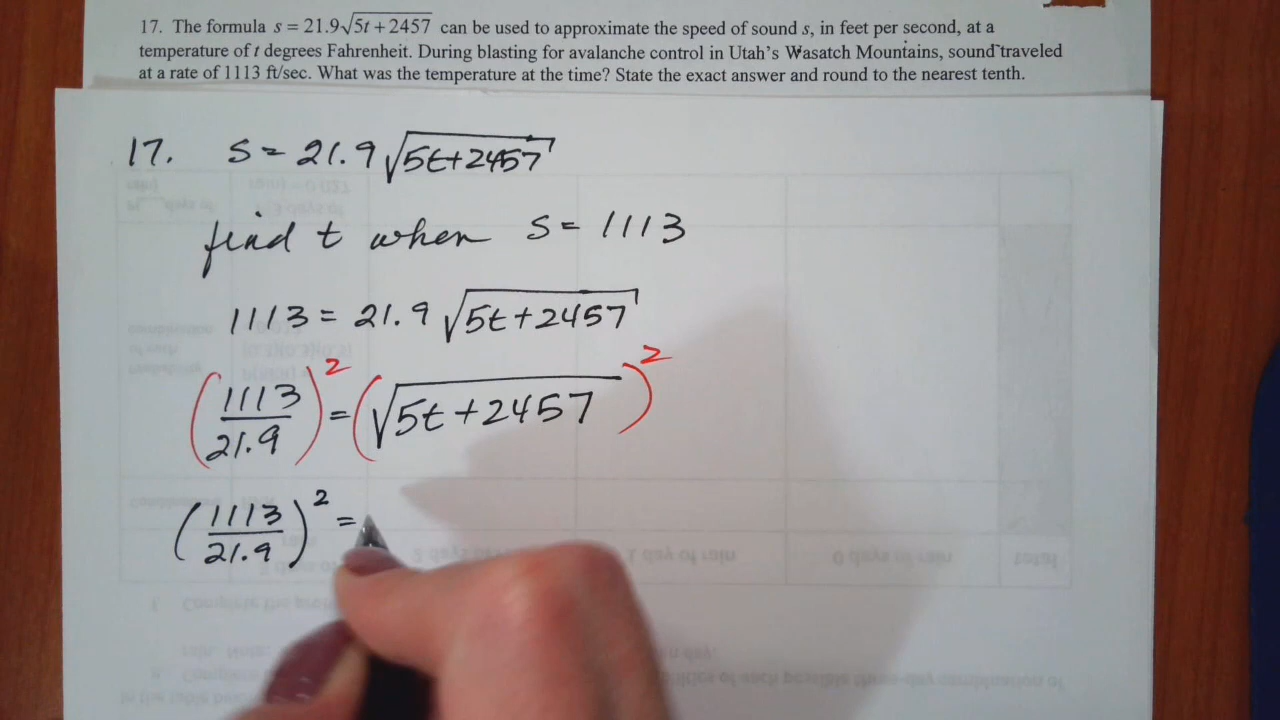 17. The formula s = 21.9√(5t + 2457) can be used to approximate the speed of sound s, in feet per second, at a
temperature of t degrees Fahrenheit. During blasting for avalanche control in Utah's Wasatch Mountains, sound traveled
at a rate of 1113 ft/sec. What was the temperature at the time? State the exact answer and round to the nearest tenth.
17. s = 21.9√(5t+2457)
find t when s = 1113
1113 = 21.9√(5t+2457)
(1113/21.9)² = (√(5t+2457))²
(1113/21.9)² =